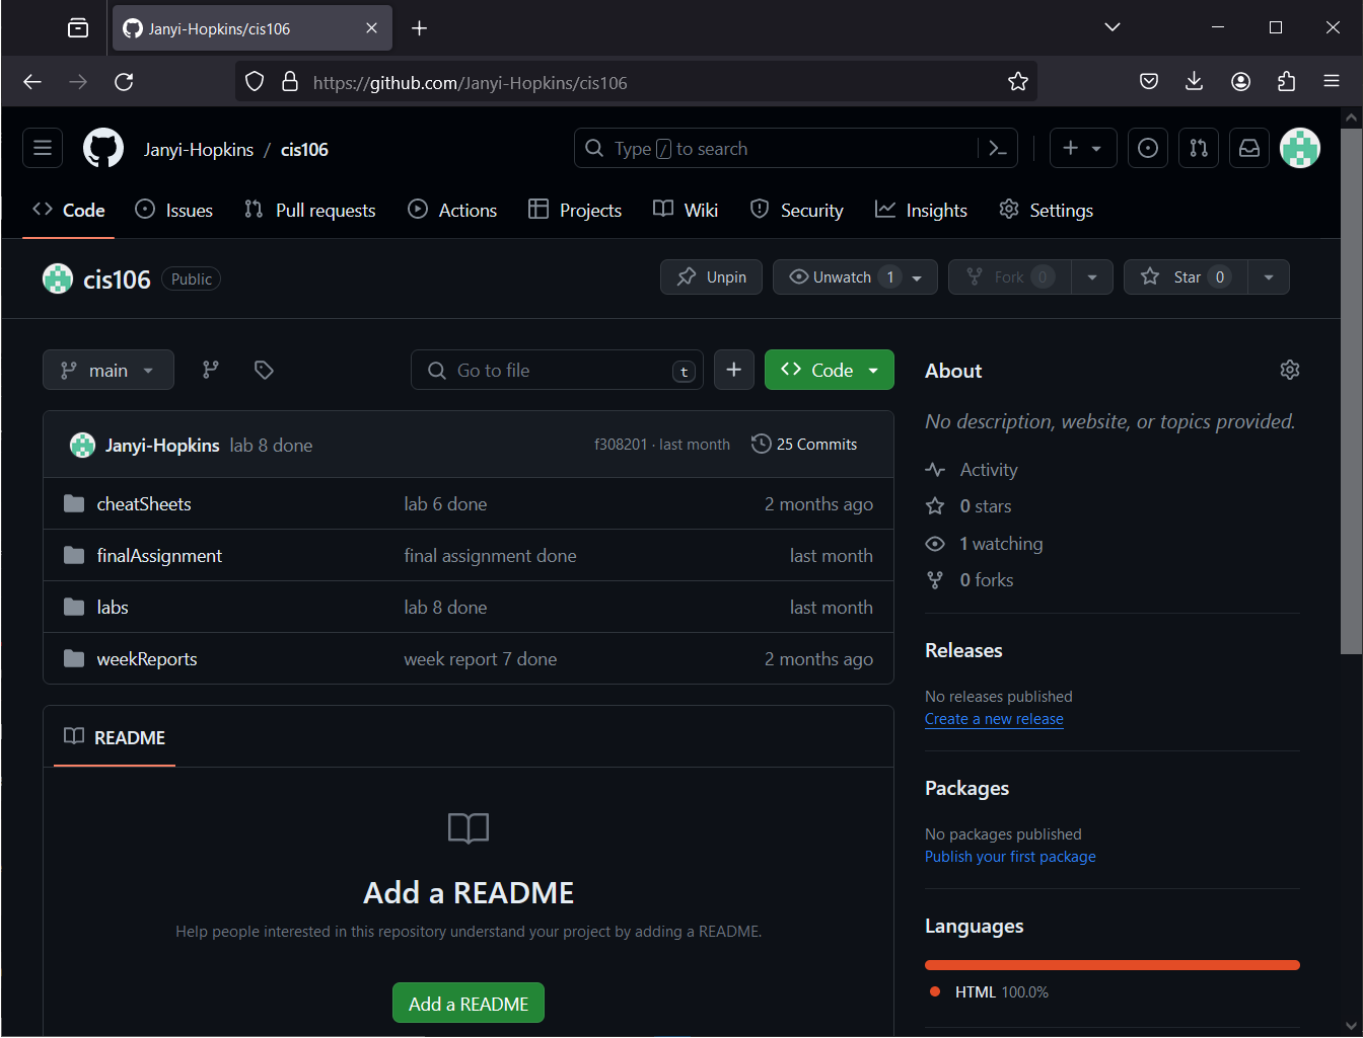 Janyi-Hopkins/cis106
https://github.com/Janyi-Hopkins/cis106
Janyi-Hopkins / cis106
Type / to search
Code Issues Pull requests Actions Projects Wiki Security Insights Settings
cis106 Public
Unpin Unwatch 1 Fork 0 Star 0
main Go to file t + Code
Janyi-Hopkins lab 8 done f308201 · last month 25 Commits
cheatSheets lab 6 done 2 months ago
finalAssignment final assignment done last month
labs lab 8 done last month
weekReports week report 7 done 2 months ago
README
Add a README
Help people interested in this repository understand your project by adding a README.
Add a README
About
No description, website, or topics provided.
Activity
0 stars
1 watching
0 forks
Releases
No releases published
Create a new release
Packages
No packages published
Publish your first package
Languages
HTML 100.0%